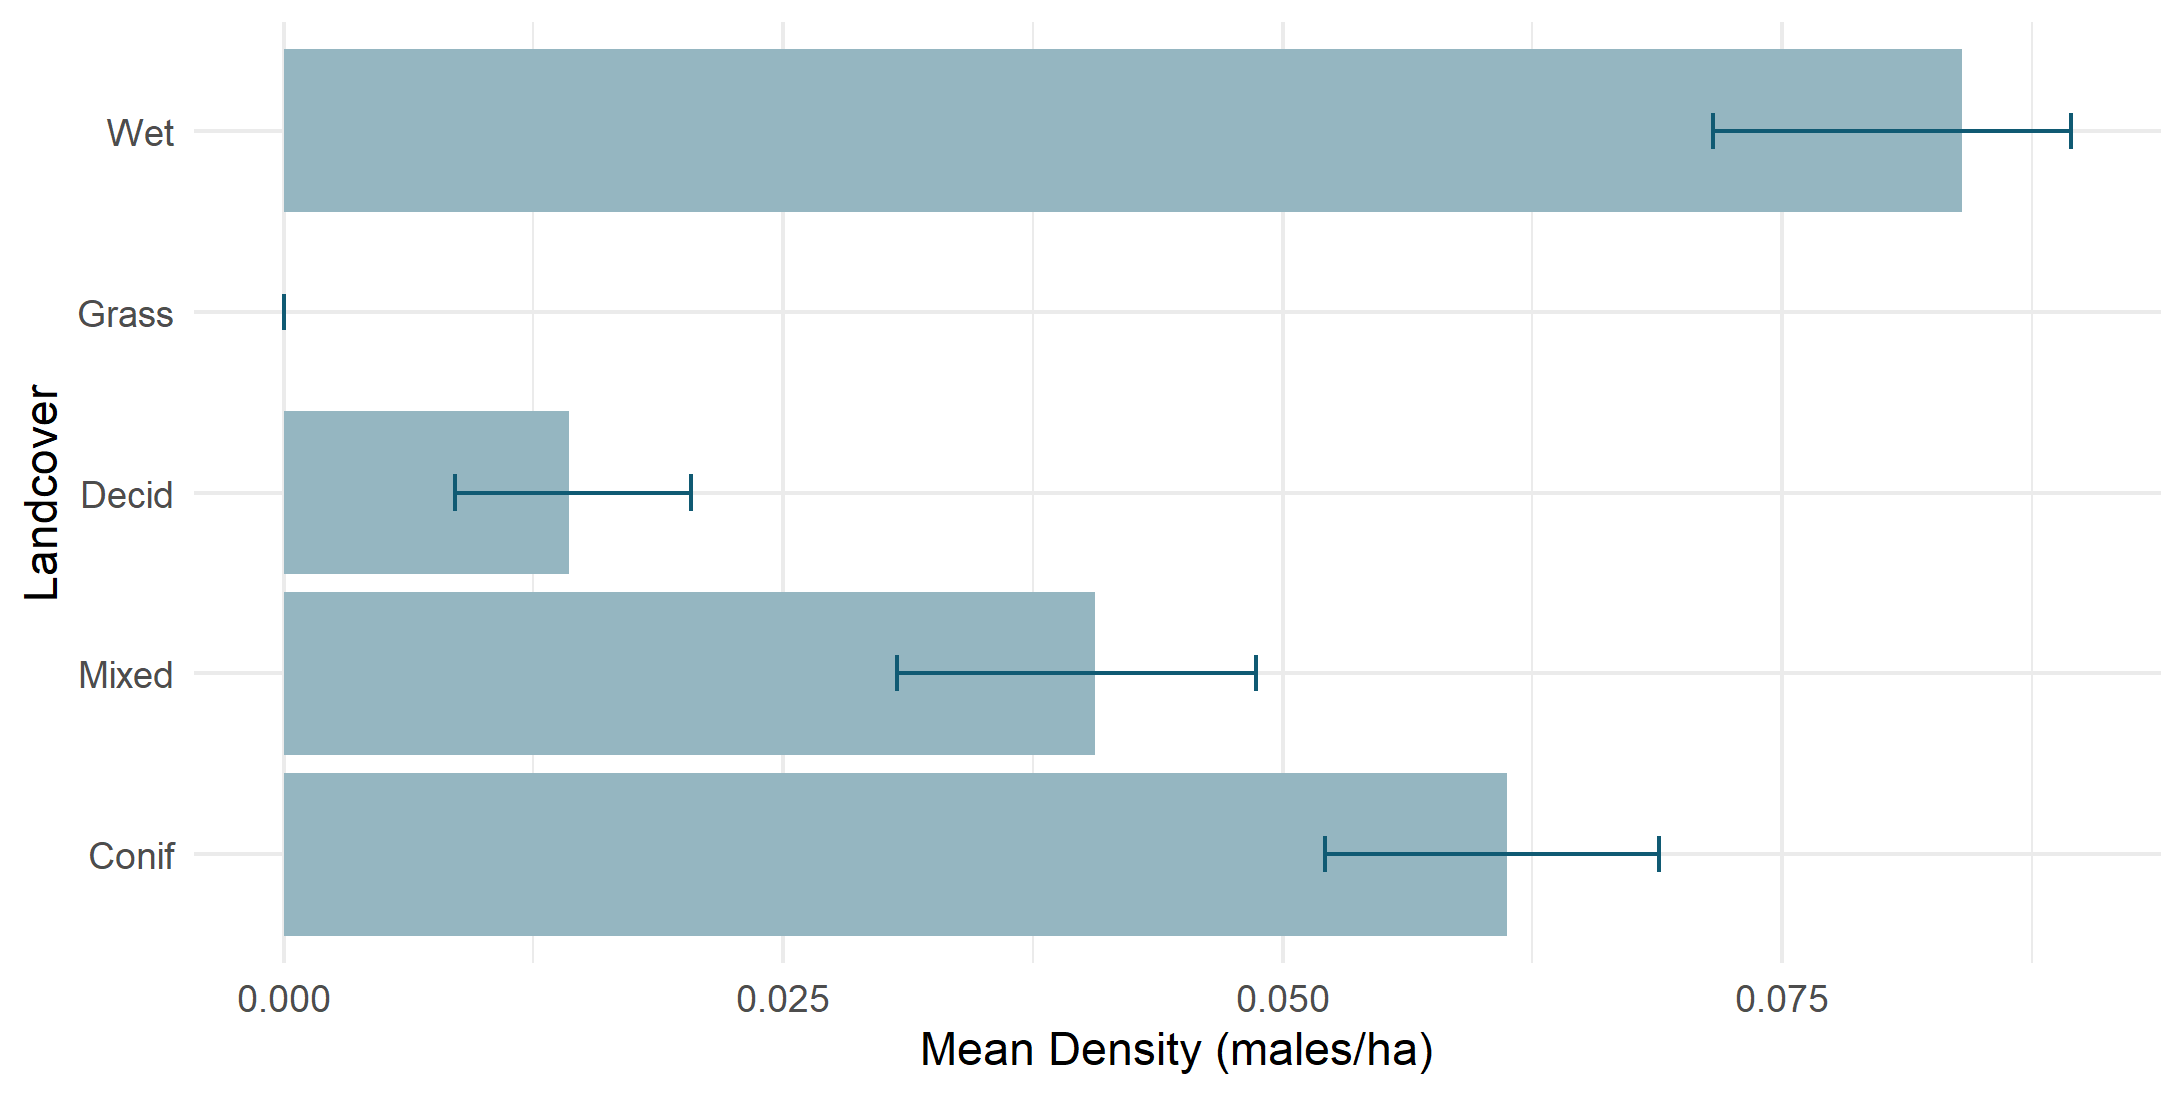 Landcover
Wet
Grass
Decid
Mixed
Conif
0.000 0.025 0.050 0.075
Mean Density (males/ha)